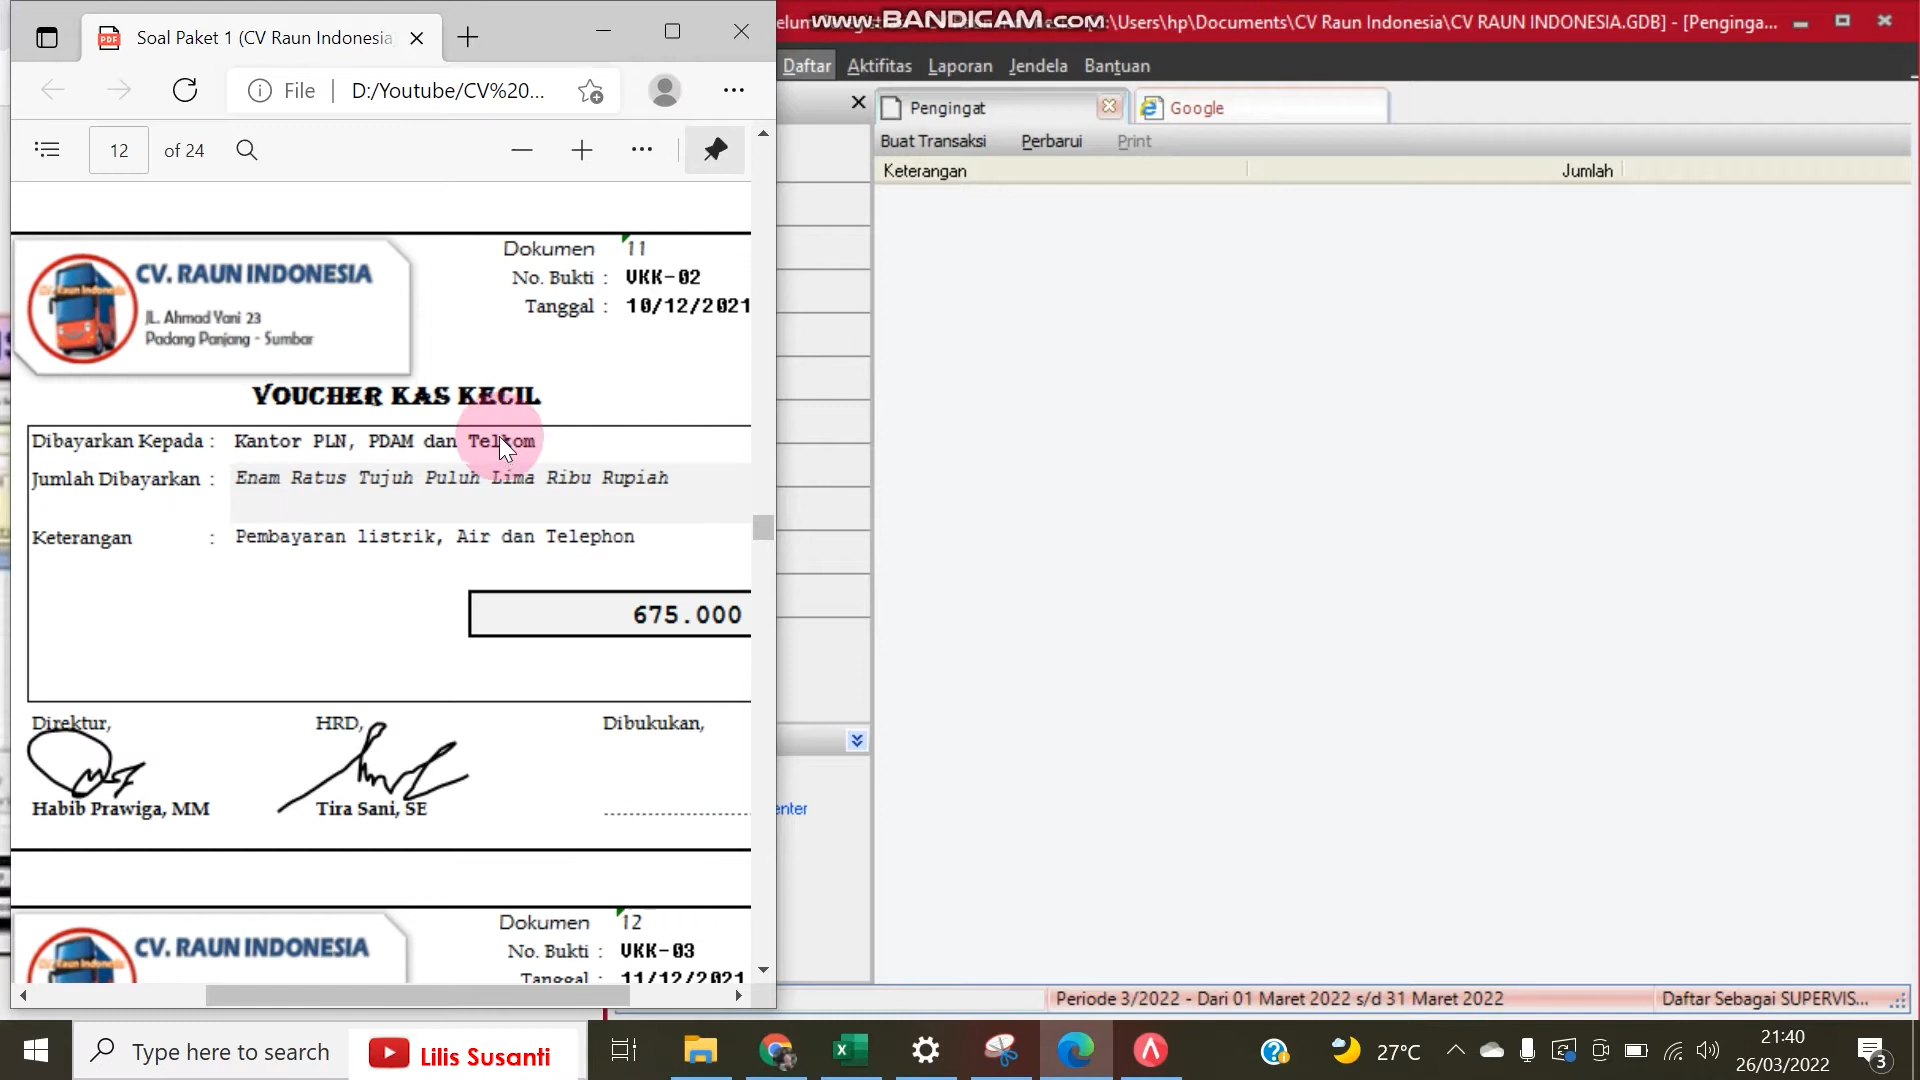 Soal Paket 1 (CV Raun Indonesia
File
D:/Youtube/CV%20...
12
of 24
Dokumen 11
No. Bukti : VKK-02
Tanggal : 10/12/2021
CV. RAUN INDONESIA
JL. Ahmad Yani 23
Padang Panjang - Sumbar
VOUCHER KAS KECIL
Dibayarkan Kepada : Kantor PLN, PDAM dan Telkom
Jumlah Dibayarkan : Enam Ratus Tujuh Puluh Lima Ribu Rupiah
Keterangan : Pembayaran listrik, Air dan Telephon
675.000
Direktur, HRD, Dibukukan,
Habib Prawiga, MM Tira Sani, SE
Dokumen 12
No. Bukti : VKK-03
Tanggal : 11/12/2021
CV. RAUN INDONESIA
www.BANDICAM.com
\Users\hp\Documents\CV Raun Indonesia\CV RAUN INDONESIA.GDB] - [Penginga...
Daftar Aktifitas Laporan Jendela Bantuan
Pengingat
Google
Buat Transaksi Perbarui Print
Keterangan Jumlah
enter
Periode 3/2022 - Dari 01 Maret 2022 s/d 31 Maret 2022
Daftar Sebagai SUPERVIS...
Type here to search
Lilis Susanti
27°C
21:40
26/03/2022
3